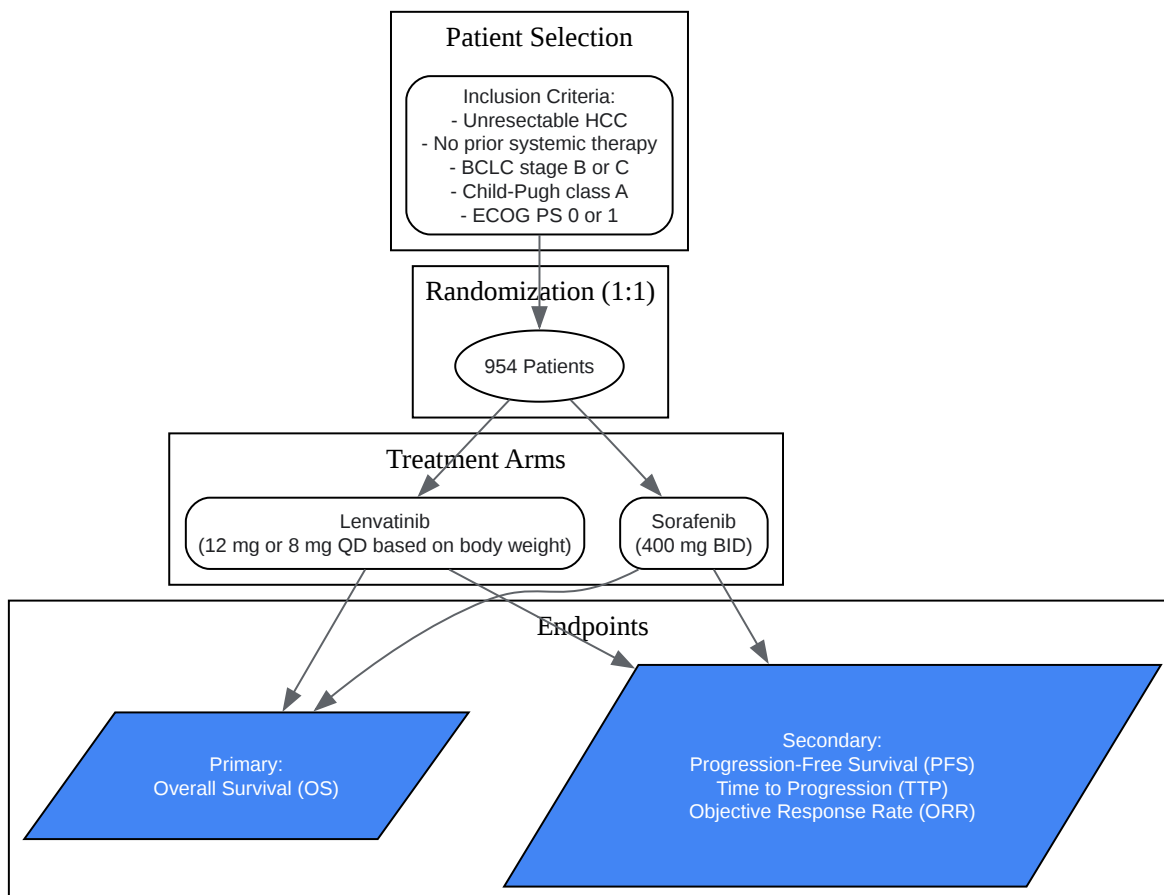 Patient Selection
Inclusion Criteria:
- Unresectable HCC
- No prior systemic therapy
- BCLC stage B or C
- Child-Pugh class A
- ECOG PS 0 or 1
Randomization (1:1)
954 Patients
Treatment Arms
Lenvatinib
(12 mg or 8 mg QD based on body weight)
Sorafenib
(400 mg BID)
Endpoints
Primary:
Overall Survival (OS)
Secondary:
Progression-Free Survival (PFS)
Time to Progression (TTP)
Objective Response Rate (ORR)